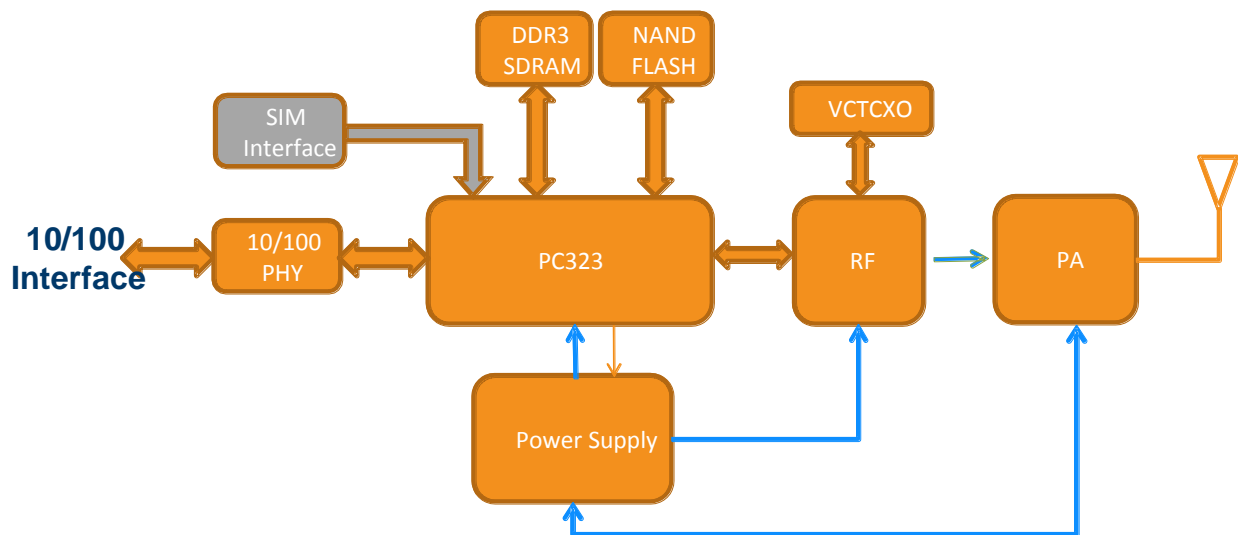 DDR3
SDRAM
NAND
FLASH
SIM
Interface
VCTCXO
10/100
Interface
10/100
PHY
PC323
RF
PA
Power Supply